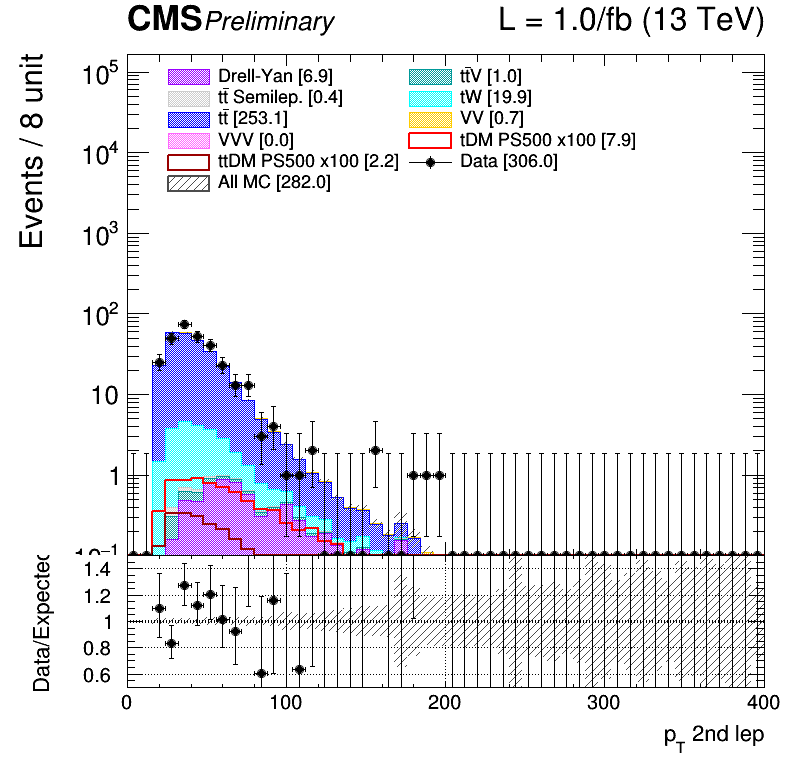 CMS Preliminary L = 1.0/fb (13 TeV)
Events / 8 unit
10⁵
10⁴
10³
10²
10
1
10⁻¹
Drell-Yan [6.9]
tt̄V [1.0]
tt̄ Semilep. [0.4]
tW [19.9]
tt̄ [253.1]
VV [0.7]
VVV [0.0]
tDM PS500 x100 [7.9]
ttDM PS500 x100 [2.2]
Data [306.0]
All MC [282.0]
Data/Expected
1.4
1.2
1
0.8
0.6
0 100 200 300 400
p_T 2nd lep